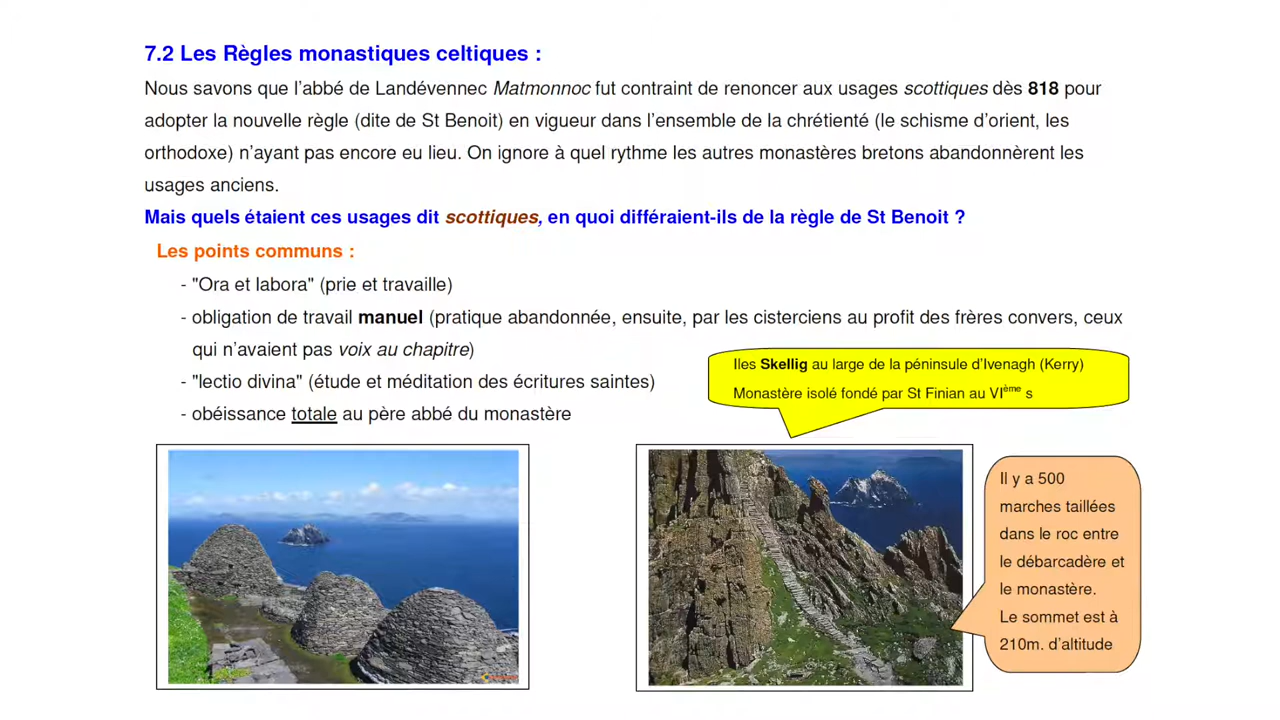 7.2 Les Règles monastiques celtiques :
Nous savons que l’abbé de Landévennec Matmonnoc fut contraint de renoncer aux usages scottiques dès 818 pour
adopter la nouvelle règle (dite de St Benoit) en vigueur dans l’ensemble de la chrétienté (le schisme d’orient, les
orthodoxe) n’ayant pas encore eu lieu. On ignore à quel rythme les autres monastères bretons abandonnèrent les
usages anciens.
Mais quels étaient ces usages dit scottiques, en quoi différaient-ils de la règle de St Benoit ?
Les points communs :
- "Ora et labora" (prie et travaille)
- obligation de travail manuel (pratique abandonnée, ensuite, par les cisterciens au profit des frères convers, ceux
qui n’avaient pas voix au chapitre)
- "lectio divina" (étude et méditation des écritures saintes)
- obéissance totale au père abbé du monastère
Iles Skellig au large de la péninsule d’Ivenagh (Kerry)
Monastère isolé fondé par St Finian au VIème s
Il y a 500
marches taillées
dans le roc entre
le débarcadère et
le monastère.
Le sommet est à
210m. d’altitude